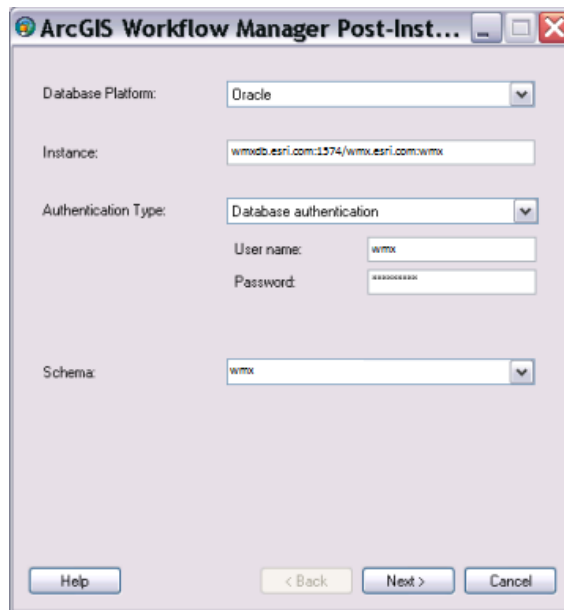 ArcGIS Workflow Manager Post-Inst...
Database Platform: Oracle
Instance: wmxdb.esri.com:1574/wmx.esri.com:wmx
Authentication Type: Database authentication
User name: wmx
Password: **********
Schema: wmx
Help < Back Next > Cancel